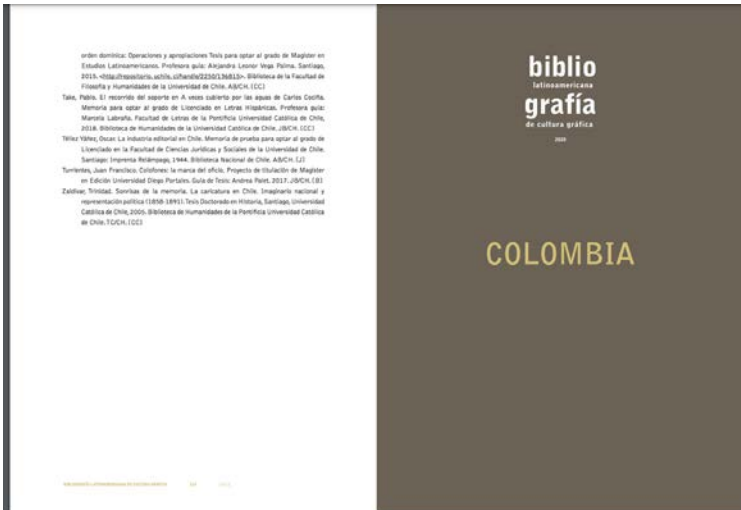 orden dominica: Operaciones y apropiaciones Tesis para optar al grado de Magíster en
Estudios Latinoamericanos. Profesora guía: Alejandra Leonor Vega Palma. Santiago,
2015. <http://repositorio.uchile.cl/handle/2250/136815>. Biblioteca de la Facultad de
Filosofía y Humanidades de la Universidad de Chile. AB/CH. [CC]
Take, Pablo. El recorrido del soporte en A veces cubierto por las aguas de Carlos Cociña.
Memoria para optar al grado de Licenciado en Letras Hispánicas. Profesora guía:
Marcela Labraña. Facultad de Letras de la Pontificia Universidad Católica de Chile,
2018. Biblioteca de Humanidades de la Universidad Católica de Chile. JB/CH. [CC]
Téllez Yáñez, Oscar. La industria editorial en Chile. Memoria de prueba para optar al grado de
Licenciado en la Facultad de Ciencias Jurídicas y Sociales de la Universidad de Chile.
Santiago: Imprenta Relámpago, 1944. Biblioteca Nacional de Chile. AB/CH. [J]
Turrientes, Juan Francisco. Colofones: la marca del oficio. Proyecto de titulación de Magíster
en Edición Universidad Diego Portales. Guía de Tesis: Andrea Palet. 2017. JB/CH. [B]
Zaldívar, Trinidad. Sonrisas de la memoria. La caricatura en Chile. Imaginario nacional y
representación política (1858-1891). Tesis Doctorado en Historia, Santiago, Universidad
Católica de Chile, 2005. Biblioteca de Humanidades de la Pontificia Universidad Católica
de Chile. TC/CH. [CC]
BIBLIOGRAFÍA LATINOAMERICANA DE CULTURA GRÁFICA
biblio
latinoamericana
grafía
de cultura gráfica
2020
COLOMBIA